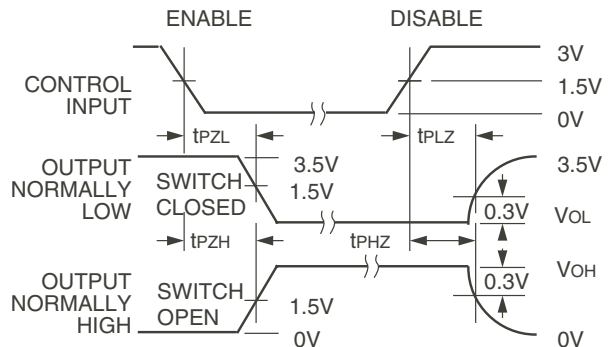 ENABLE DISABLE
CONTROL
INPUT
3V
1.5V
0V
tPZL tPLZ
OUTPUT
NORMALLY
LOW
SWITCH
CLOSED
3.5V
1.5V
3.5V
0.3V
VOL
tPZH tPHZ
OUTPUT
NORMALLY
HIGH
SWITCH
OPEN
1.5V
0V
VOH
0.3V
0V